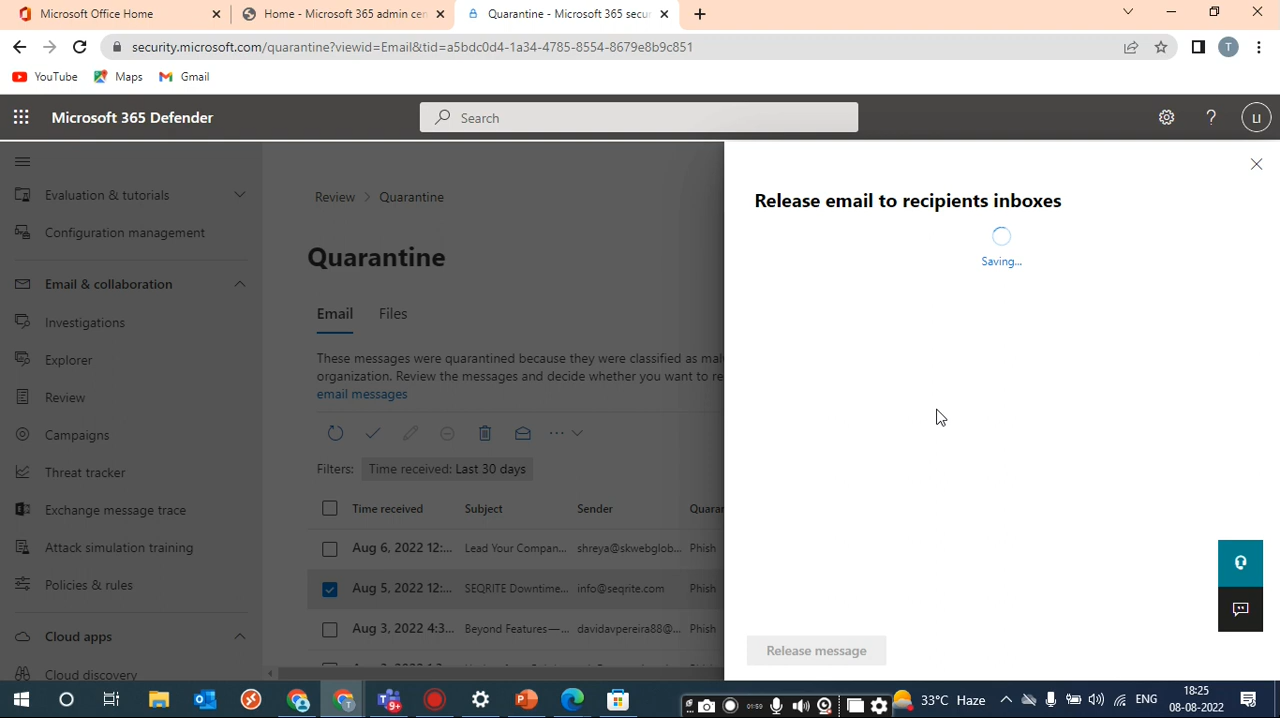 Microsoft Office Home
Home - Microsoft 365 admin cen
Quarantine - Microsoft 365 secur
security.microsoft.com/quarantine?viewid=Email&tid=a5bdc0d4-1a34-4785-8554-8679e8b9c851
T
YouTube
Maps
Gmail
Microsoft 365 Defender
Search
LI
Evaluation & tutorials
Configuration management
Email & collaboration
Investigations
Explorer
Review
Campaigns
Threat tracker
Exchange message trace
Attack simulation training
Policies & rules
Cloud apps
Cloud discovery
Review > Quarantine
Quarantine
Email
Files
These messages were quarantined because they were classified as mal
organization. Review the messages and decide whether you want to re
email messages
Filters:
Time received: Last 30 days
Time received Subject Sender Quara
Aug 6, 2022 12:... Lead Your Compan... shreya@skwebglob... Phish
Aug 5, 2022 12:... SEQRITE Downtime... info@seqrite.com Phish
Aug 3, 2022 4:3... Beyond Features—... davidavpereira88@... Phish
Release email to recipients inboxes
Saving...
Release message
T
9+
01:59
33°C Haze
ENG
18:25
08-08-2022